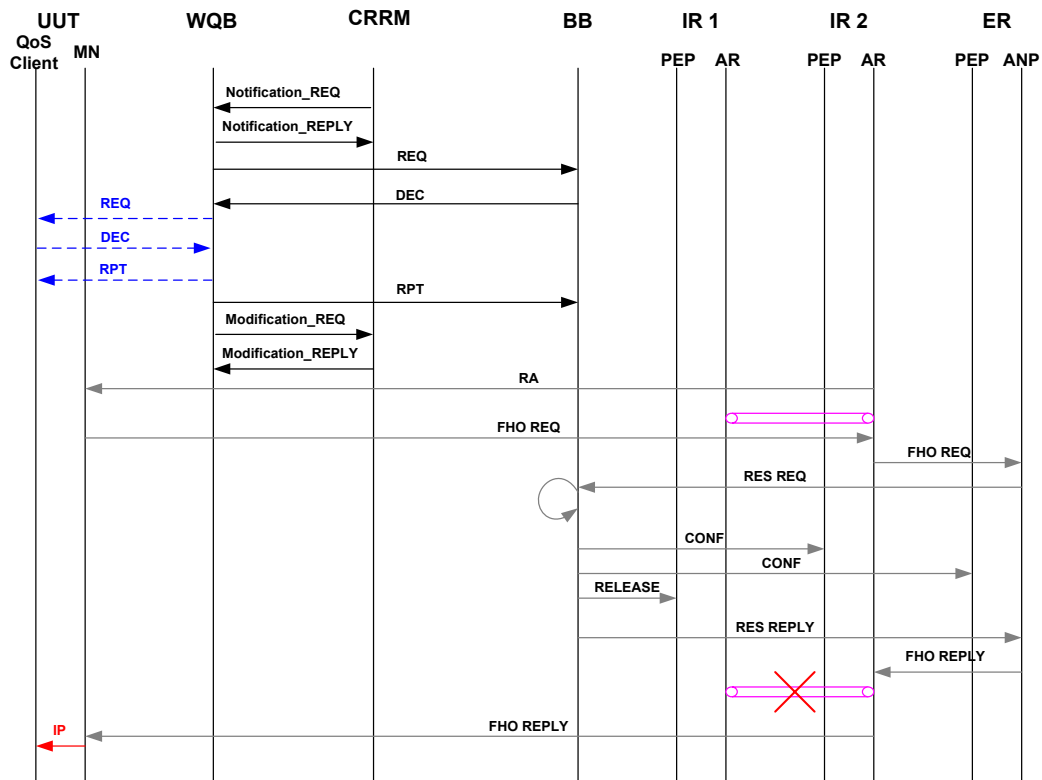 UUT WQB CRRM BB IR 1 IR 2 ER
QoS
Client MN PEP AR PEP AR PEP ANP
Notification_REQ
Notification_REPLY
REQ
DEC
REQ
DEC
RPT
RPT
Modification_REQ
Modification_REPLY
RA
FHO REQ
FHO REQ
RES REQ
CONF
CONF
RELEASE
RES REPLY
FHO REPLY
FHO REPLY
IP